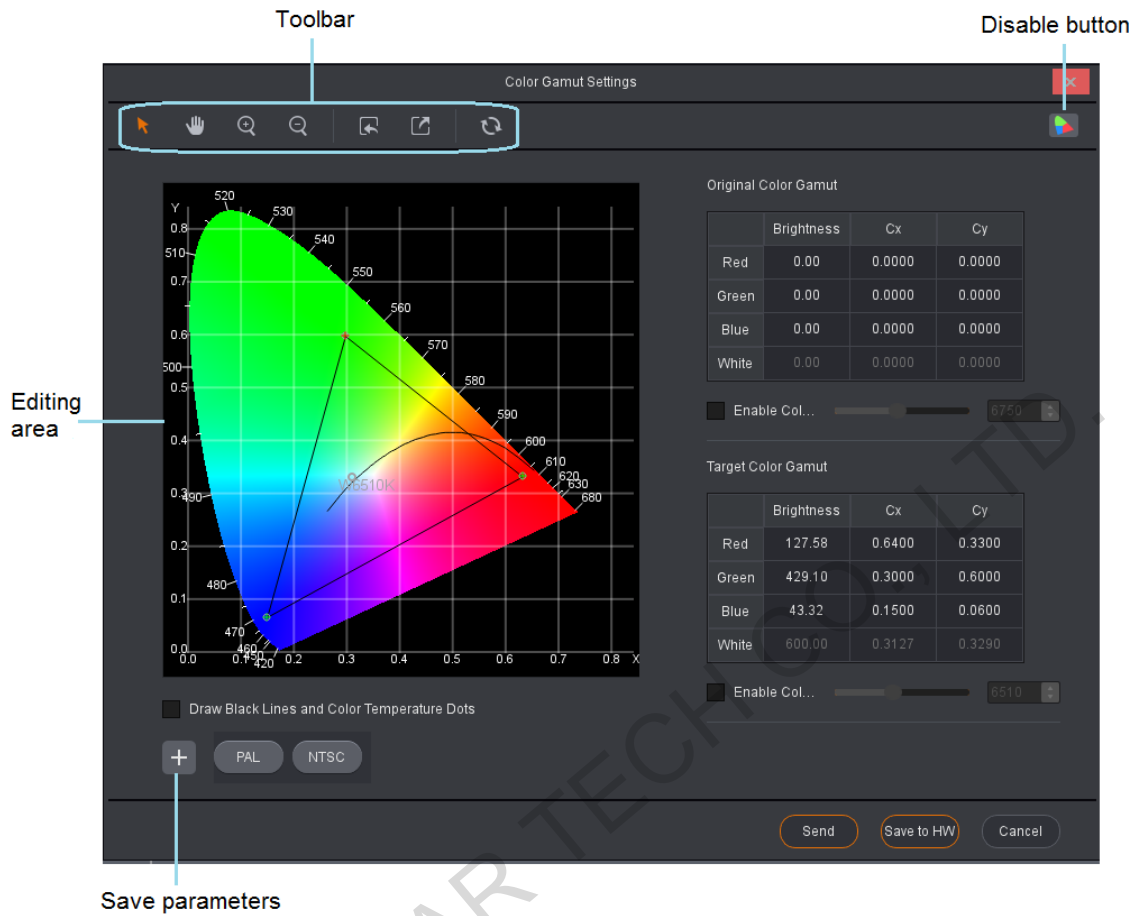 Toolbar
Disable button
Color Gamut Settings
Original Color Gamut
Brightness Cx Cy
Red 0.00 0.0000 0.0000
Green 0.00 0.0000 0.0000
Blue 0.00 0.0000 0.0000
White 0.00 0.0000 0.0000
Enable Col... 6750
Target Color Gamut
Brightness Cx Cy
Red 127.58 0.6400 0.3300
Green 429.10 0.3000 0.6000
Blue 43.32 0.1500 0.0600
White 600.00 0.3127 0.3290
Enable Col... 6510
Editing
area
Y
0.8
0.7
0.6
0.5
0.4
0.3
0.2
0.1
0.0
0.0 0.1 0.2 0.3 0.4 0.5 0.6 0.7 0.8 X
520
530
540
550
560
570
580
590
600
610
620
630
680
510
500
490
480
470
460
450
420
W6510K
Draw Black Lines and Color Temperature Dots
+ PAL NTSC
Send Save to HW Cancel
Save parameters
AR TECH CO., LTD.